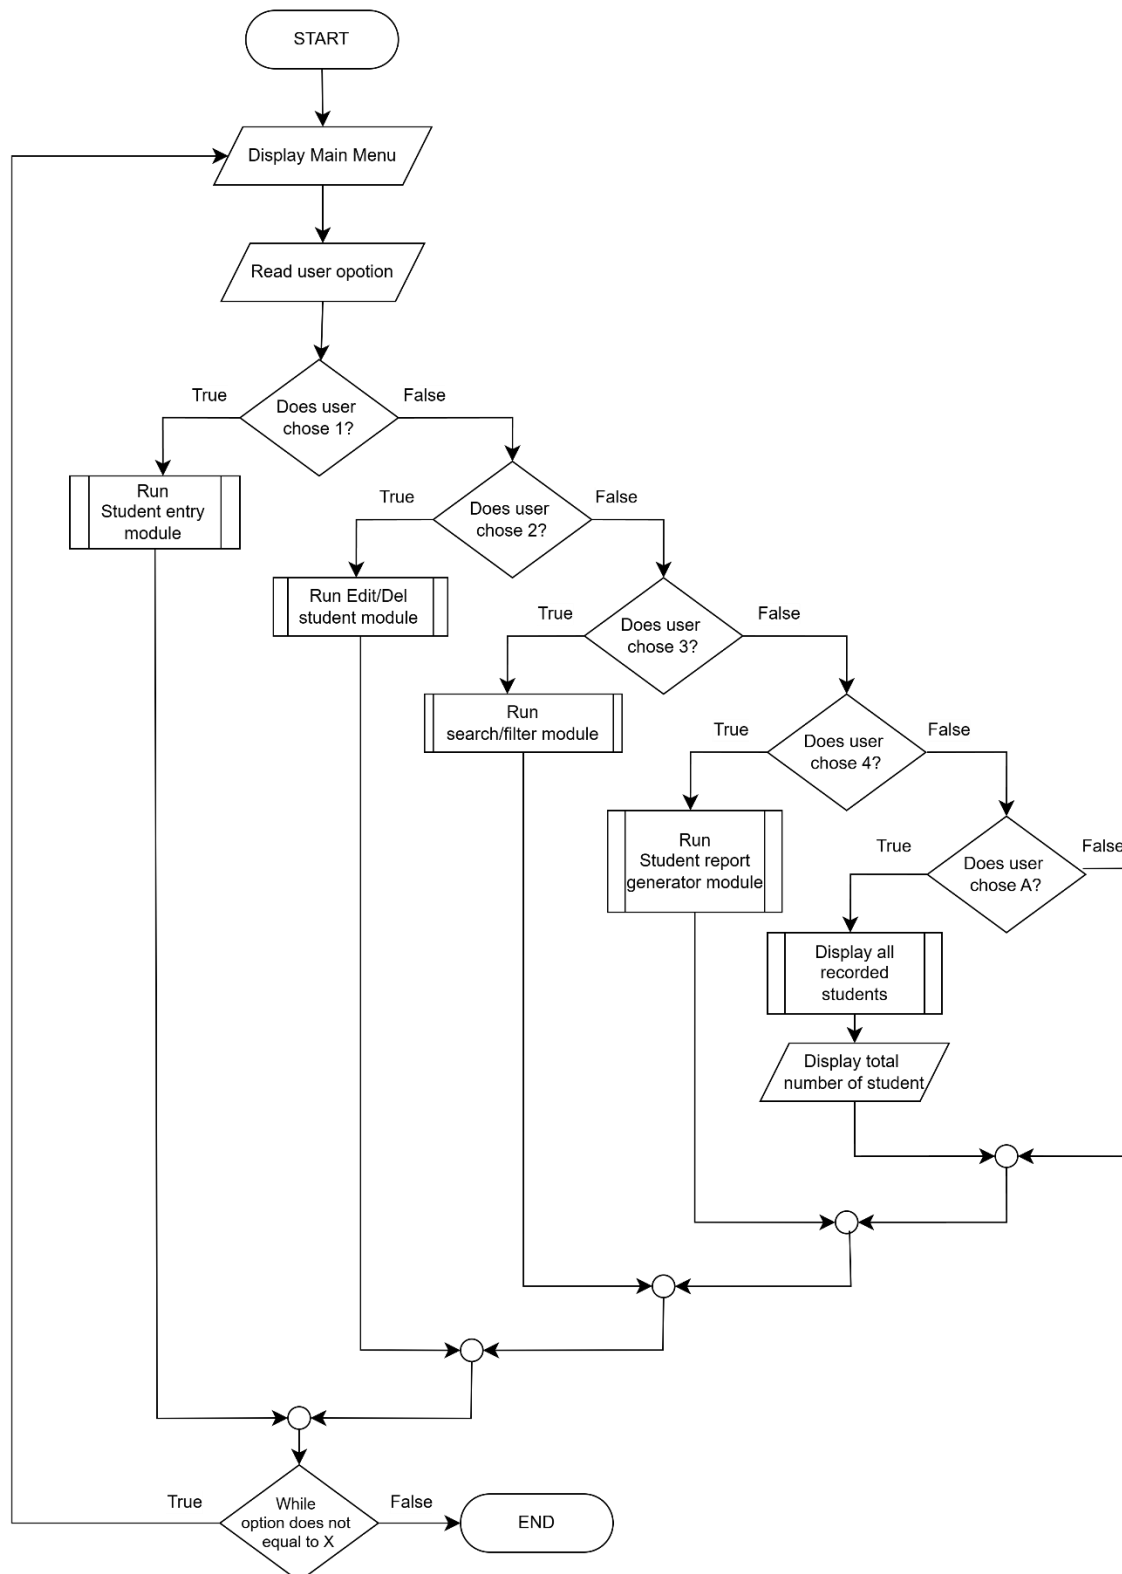 START
Display Main Menu
Read user opotion
True
False
Does user
chose 1?
Run
Student entry
module
True
False
Does user
chose 2?
Run Edit/Del
student module
True
False
Does user
chose 3?
Run
search/filter module
True
False
Does user
chose 4?
Run
Student report
generator module
True
False
Does user
chose A?
Display all
recorded
students
Display total
number of student
True
While
option does not
equal to X
False
END